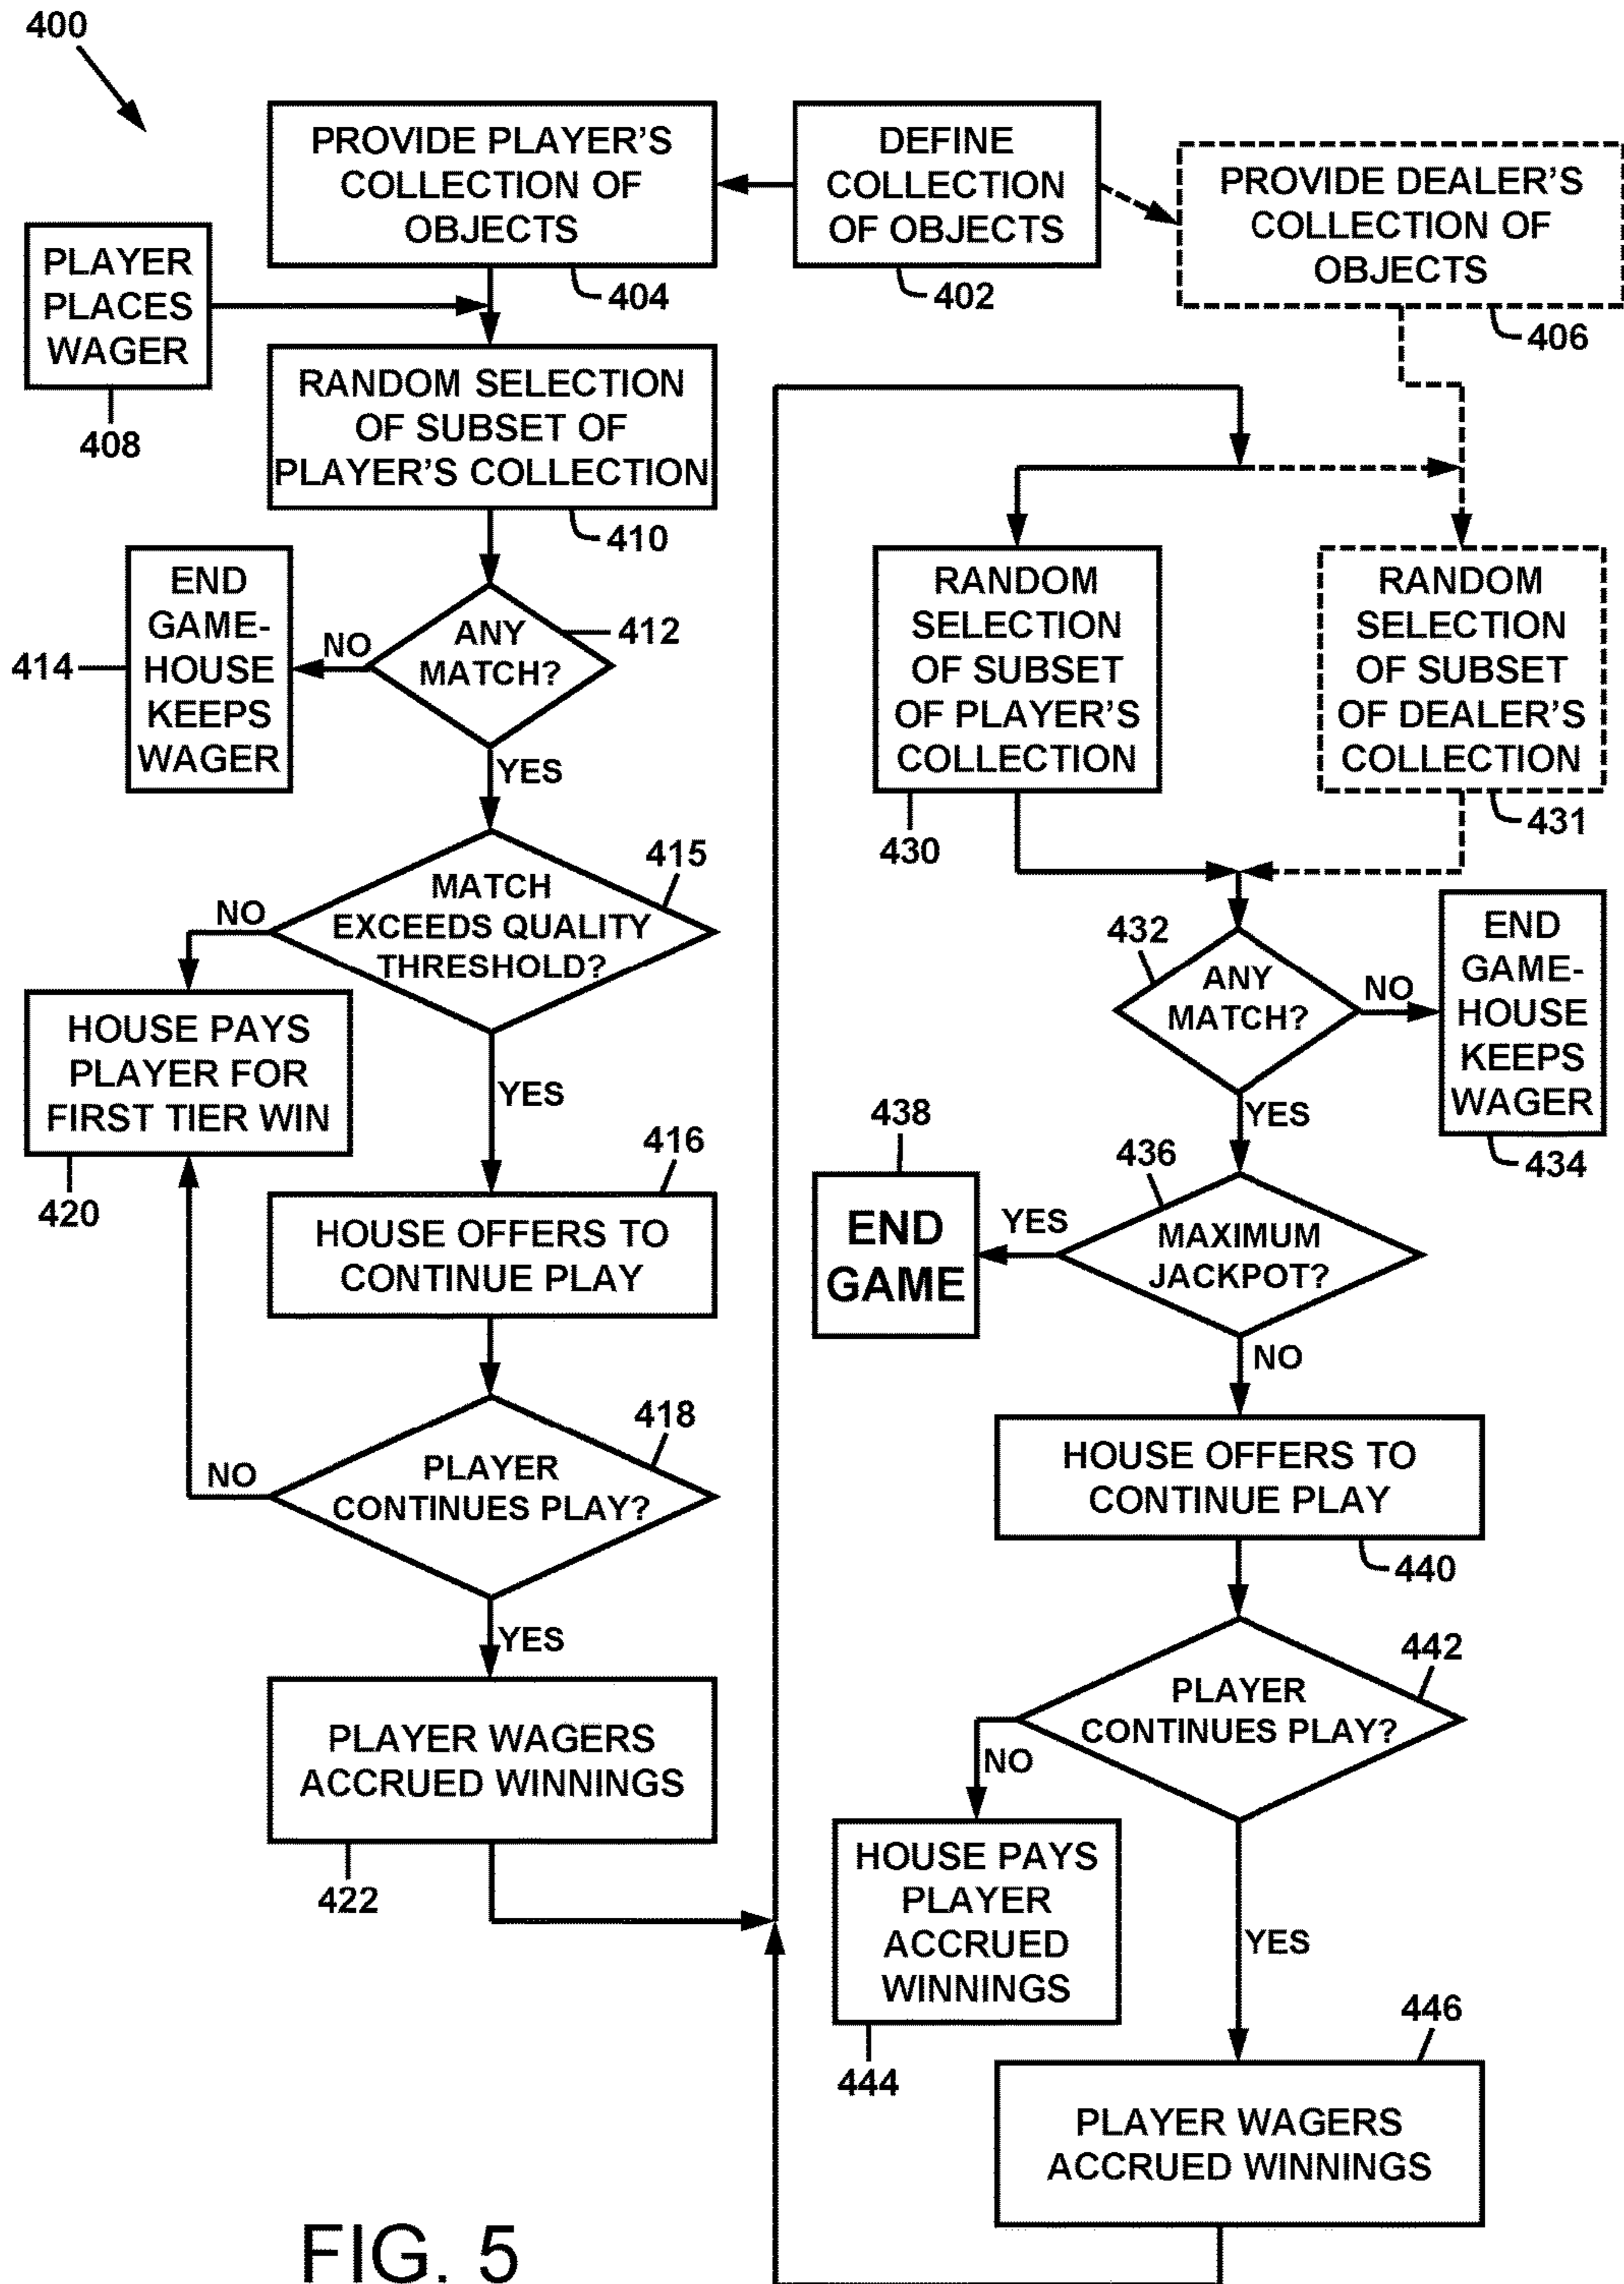 400
PROVIDE PLAYER'S
COLLECTION OF
OBJECTS
404
DEFINE
COLLECTION
OF OBJECTS
402
PROVIDE DEALER'S
COLLECTION OF
OBJECTS
406
PLAYER
PLACES
WAGER
408
RANDOM SELECTION
OF SUBSET OF
PLAYER'S COLLECTION
410
ANY
MATCH?
412
NO
END
GAME-
HOUSE
KEEPS
WAGER
414
YES
MATCH
EXCEEDS QUALITY
THRESHOLD?
415
NO
HOUSE PAYS
PLAYER FOR
FIRST TIER WIN
420
YES
416
HOUSE OFFERS TO
CONTINUE PLAY
418
PLAYER
CONTINUES PLAY?
NO
YES
PLAYER WAGERS
ACCRUED WINNINGS
422
RANDOM
SELECTION
OF SUBSET
OF PLAYER'S
COLLECTION
430
RANDOM
SELECTION
OF SUBSET
OF DEALER'S
COLLECTION
431
432
ANY
MATCH?
NO
END
GAME-
HOUSE
KEEPS
WAGER
434
YES
436
MAXIMUM
JACKPOT?
YES
438
END
GAME
NO
HOUSE OFFERS TO
CONTINUE PLAY
440
442
PLAYER
CONTINUES PLAY?
NO
HOUSE PAYS
PLAYER
ACCRUED
WINNINGS
444
YES
446
PLAYER WAGERS
ACCRUED WINNINGS
FIG. 5